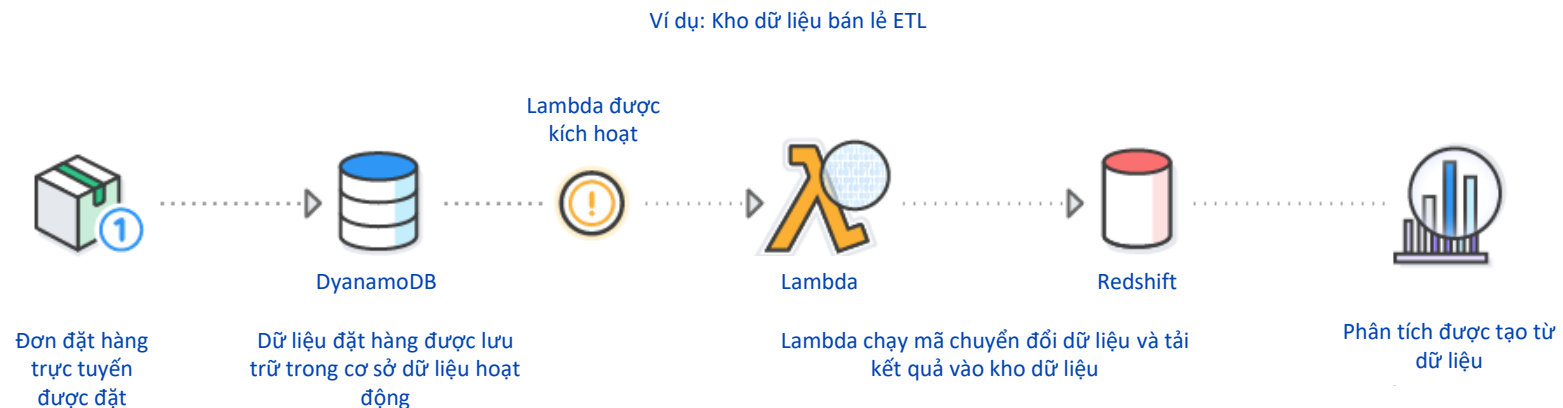 Ví dụ: Kho dữ liệu bán lẻ ETL
Lambda được
kích hoạt
1
DyanamoDB
Lambda
Redshift
Đơn đặt hàng
trực tuyến
được đặt
Dữ liệu đặt hàng được lưu
trữ trong cơ sở dữ liệu hoạt
động
Lambda chạy mã chuyển đổi dữ liệu và tải
kết quả vào kho dữ liệu
Phân tích được tạo từ
dữ liệu